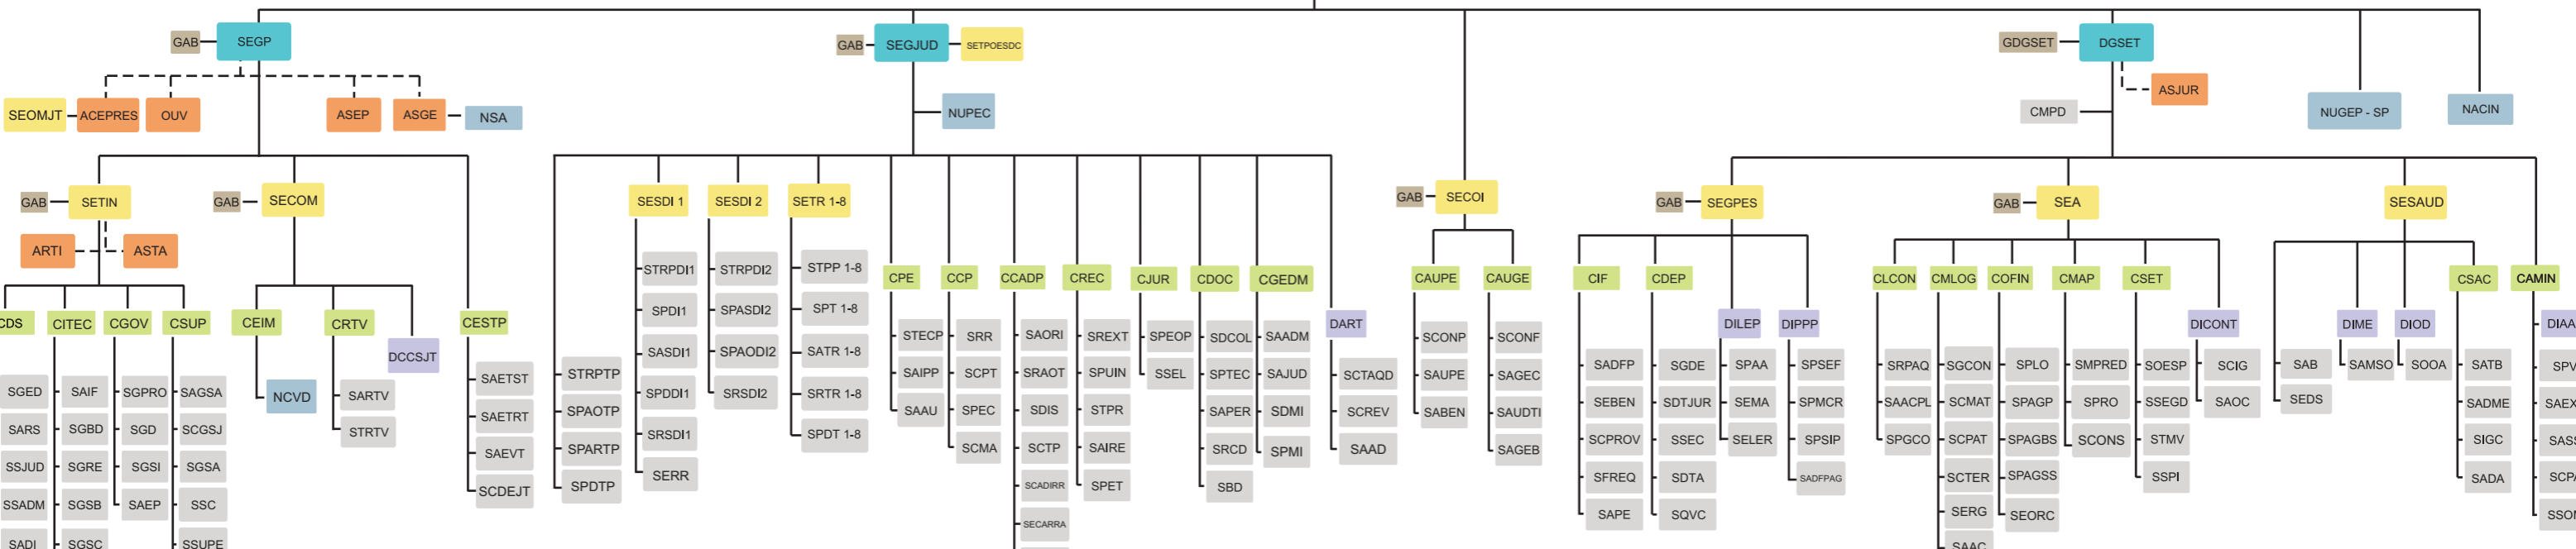 GAB
SEGP
GAB
SEGJUD
SETPOESDC
GDGSET
DGSET
SEOMJT
ACEPRES
OUV
ASEP
ASGE
NSA
NUPEC
CMPD
ASJUR
NUGEP - SP
NACIN
GAB
SETIN
GAB
SECOM
SESDI 1
SESDI 2
SETR 1-8
GAB
SECOI
GAB
SEGPES
GAB
SEA
SESAUD
ARTI
ASTA
STRPDI1
STRPDI2
STPP 1-8
CPE
CCP
CCADP
CREC
CJUR
CDOC
CGEDM
CAUPE
CAUGE
CIF
CDEP
CLCON
CMLOG
COFIN
CMAP
CSET
CSAC
CAMIN
SPDI1
SPASDI2
SPT 1-8
CDS
CITEC
CGOV
CSUP
CEIM
CRTV
CESTP
DCCSJT
DART
DILEP
DIPPP
DICONT
DIME
DIOD
DIAA
SASDI1
SPAODI2
SATR 1-8
STECP
SRR
SAORI
SREXT
SPEOP
SDCOL
SAADM
SCONP
SCONF
SAETST
STRPTP
SPDDI1
SRSDI2
SRTR 1-8
SAIPP
SCPT
SRAOT
SPUIN
SSEL
SPTEC
SAJUD
SCTAQD
SAUPE
SAGEC
SADFP
SGDE
SPAA
SPSEF
SRPAQ
SGCON
SPLO
SMPRED
SOESP
SCIG
SAB
SAMSO
SOOA
SATB
SPV
SGED
SAIF
SGPRO
SAGSA
NCVD
SARTV
SAETRT
SPAOTP
SRSDI1
SPDT 1-8
SAAU
SPEC
SDIS
STPR
SAPER
SDMI
SCREV
SABEN
SAUDTI
SEBEN
SDTJUR
SEMA
SPMCR
SAACPL
SCMAT
SPAGP
SPRO
SSEGD
SAOC
SEDS
SADME
SAEX
SARS
SGBD
SGD
SCGSJ
STRTV
SAEVT
SPARTP
SERR
SCMA
SCTP
SAIRE
SRCD
SPMI
SAAD
SAGEB
SCPROV
SSEC
SELER
SPSIP
SPGCO
SCPAT
SPAGBS
SCONS
STMV
SIGC
SASS
SSJUD
SGRE
SGSI
SGSA
SCDEJT
SPDTP
SCADIRR
SPET
SBD
SFREQ
SDTA
SADFPAG
SCTER
SPAGSS
SSPI
SADA
SCPA
SSADM
SGSB
SAEP
SSC
SECARRA
SAPE
SQVC
SERG
SEORC
SSOM
SADI
SGSC
SSUPE
SAAC